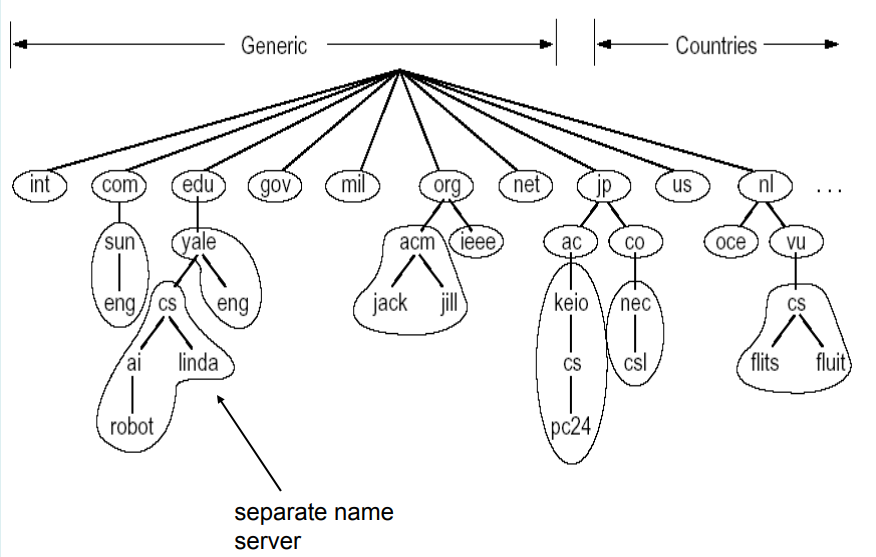 Generic Countries
int com edu gov mil org net jp us nl ...
sun yale acm ieee ac co oce vu
eng cs eng jack jill keio nec cs
ai linda cs csl flits fluit
robot pc24
separate name
server